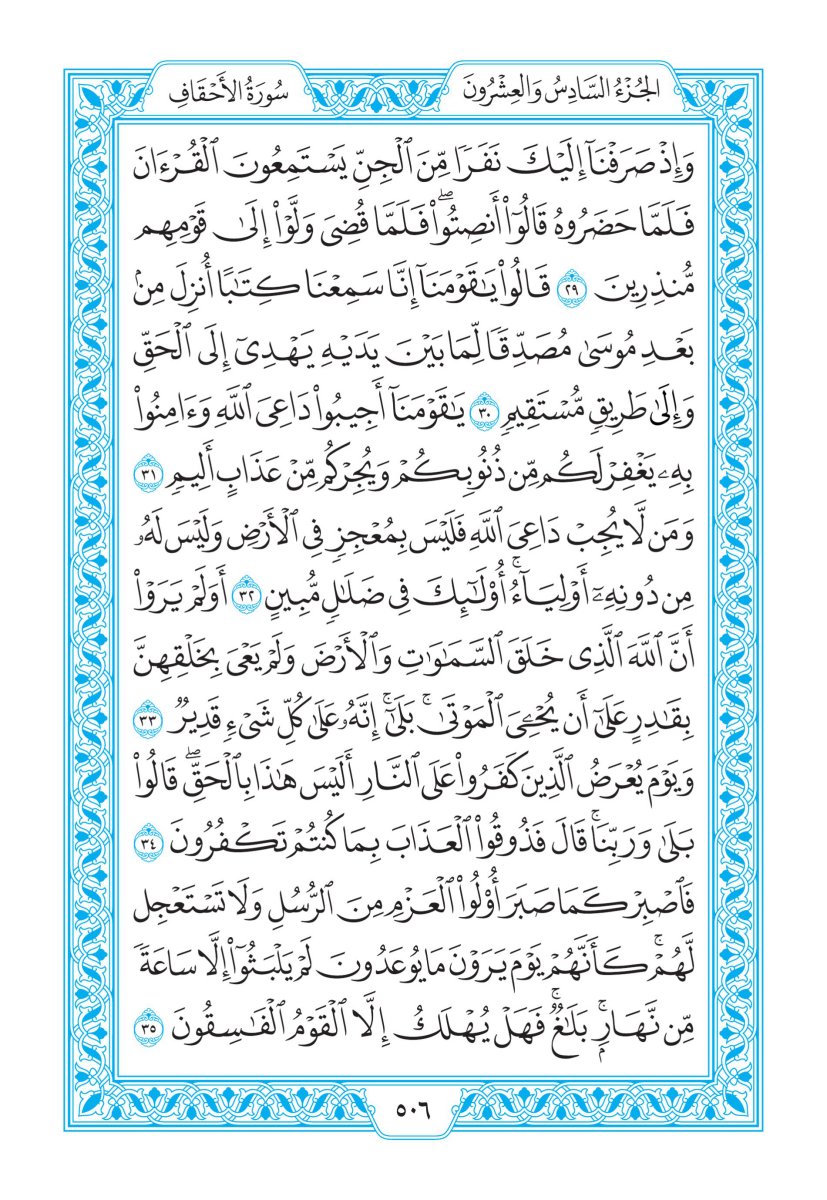 الجُزْءُ السَّادِسُ وَالعِشْرُونَ
سُورَةُ الأَحْقَافِ
وَإِذْ صَرَفْنَآ إِلَيْكَ نَفَرًا مِّنَ ٱلْجِنِّ يَسْتَمِعُونَ ٱلْقُرْءَانَ
فَلَمَّا حَضَرُوهُ قَالُوٓا۟ أَنصِتُوا۟ۖ فَلَمَّا قُضِىَ وَلَّوْا۟ إِلَىٰ قَوْمِهِم
مُّنذِرِينَ ٢٩ قَالُوا۟ يَٰقَوْمَنَآ إِنَّا سَمِعْنَا كِتَٰبًا أُنزِلَ مِنۢ
بَعْدِ مُوسَىٰ مُصَدِّقًا لِّمَا بَيْنَ يَدَيْهِ يَهْدِىٓ إِلَى ٱلْحَقِّ
وَإِلَىٰ طَرِيقٍ مُّسْتَقِيمٍ ٣٠ يَٰقَوْمَنَآ أَجِيبُوا۟ دَاعِىَ ٱللَّهِ وَءَامِنُوا۟
بِهِۦ يَغْفِرْ لَكُم مِّن ذُنُوبِكُمْ وَيُجِرْكُم مِّنْ عَذَابٍ أَلِيمٍ ٣١
وَمَن لَّا يُجِبْ دَاعِىَ ٱللَّهِ فَلَيْسَ بِمُعْجِزٍ فِى ٱلْأَرْضِ وَلَيْسَ لَهُۥ
مِن دُونِهِۦٓ أَوْلِيَآءُۚ أُو۟لَٰٓئِكَ فِى ضَلَٰلٍ مُّبِينٍ ٣٢ أَوَلَمْ يَرَوْا۟
أَنَّ ٱللَّهَ ٱلَّذِى خَلَقَ ٱلسَّمَٰوَٰتِ وَٱلْأَرْضَ وَلَمْ يَعْىَ بِخَلْقِهِنَّ
بِقَٰدِرٍ عَلَىٰٓ أَن يُحْـِۧىَ ٱلْمَوْتَىٰۚ بَلَىٰٓۚ إِنَّهُۥ عَلَىٰ كُلِّ شَىْءٍ قَدِيرٌ ٣٣
وَيَوْمَ يُعْرَضُ ٱلَّذِينَ كَفَرُوا۟ عَلَى ٱلنَّارِ أَلَيْسَ هَٰذَا بِٱلْحَقِّۖ قَالُوا۟
بَلَىٰ وَرَبِّنَاۚ قَالَ فَذُوقُوا۟ ٱلْعَذَابَ بِمَا كُنتُمْ تَكْفُرُونَ ٣٤
فَٱصْبِرْ كَمَا صَبَرَ أُو۟لُوا۟ ٱلْعَزْمِ مِنَ ٱلرُّسُلِ وَلَا تَسْتَعْجِل
لَّهُمْۚ كَأَنَّهُمْ يَوْمَ يَرَوْنَ مَا يُوعَدُونَ لَمْ يَلْبَثُوٓا۟ إِلَّا سَاعَةً
مِّن نَّهَارٍۭۚ بَلَٰغٌۚ فَهَلْ يُهْلَكُ إِلَّا ٱلْقَوْمُ ٱلْفَٰسِقُونَ ٣٥
٥٠٦